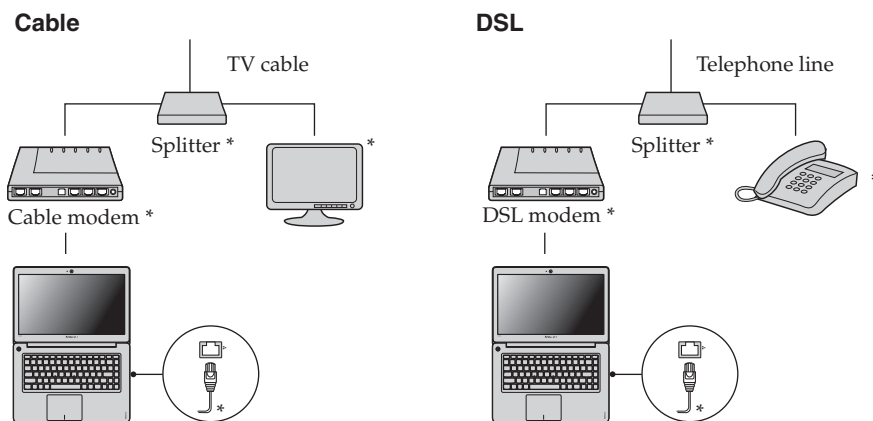 Cable
TV cable
Splitter *
*
Cable modem *
*
DSL
Telephone line
Splitter *
*
DSL modem *
*